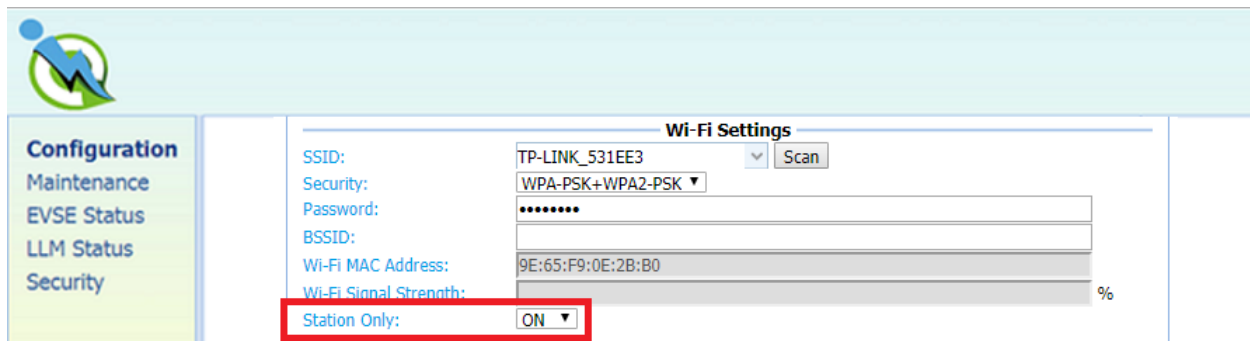 Configuration
Maintenance
EVSE Status
LLM Status
Security
Wi-Fi Settings
SSID: TP-LINK_531EE3 Scan
Security: WPA-PSK+WPA2-PSK
Password: ••••••••
BSSID:
Wi-Fi MAC Address: 9E:65:F9:0E:2B:B0
Wi-Fi Signal Strength: %
Station Only: ON